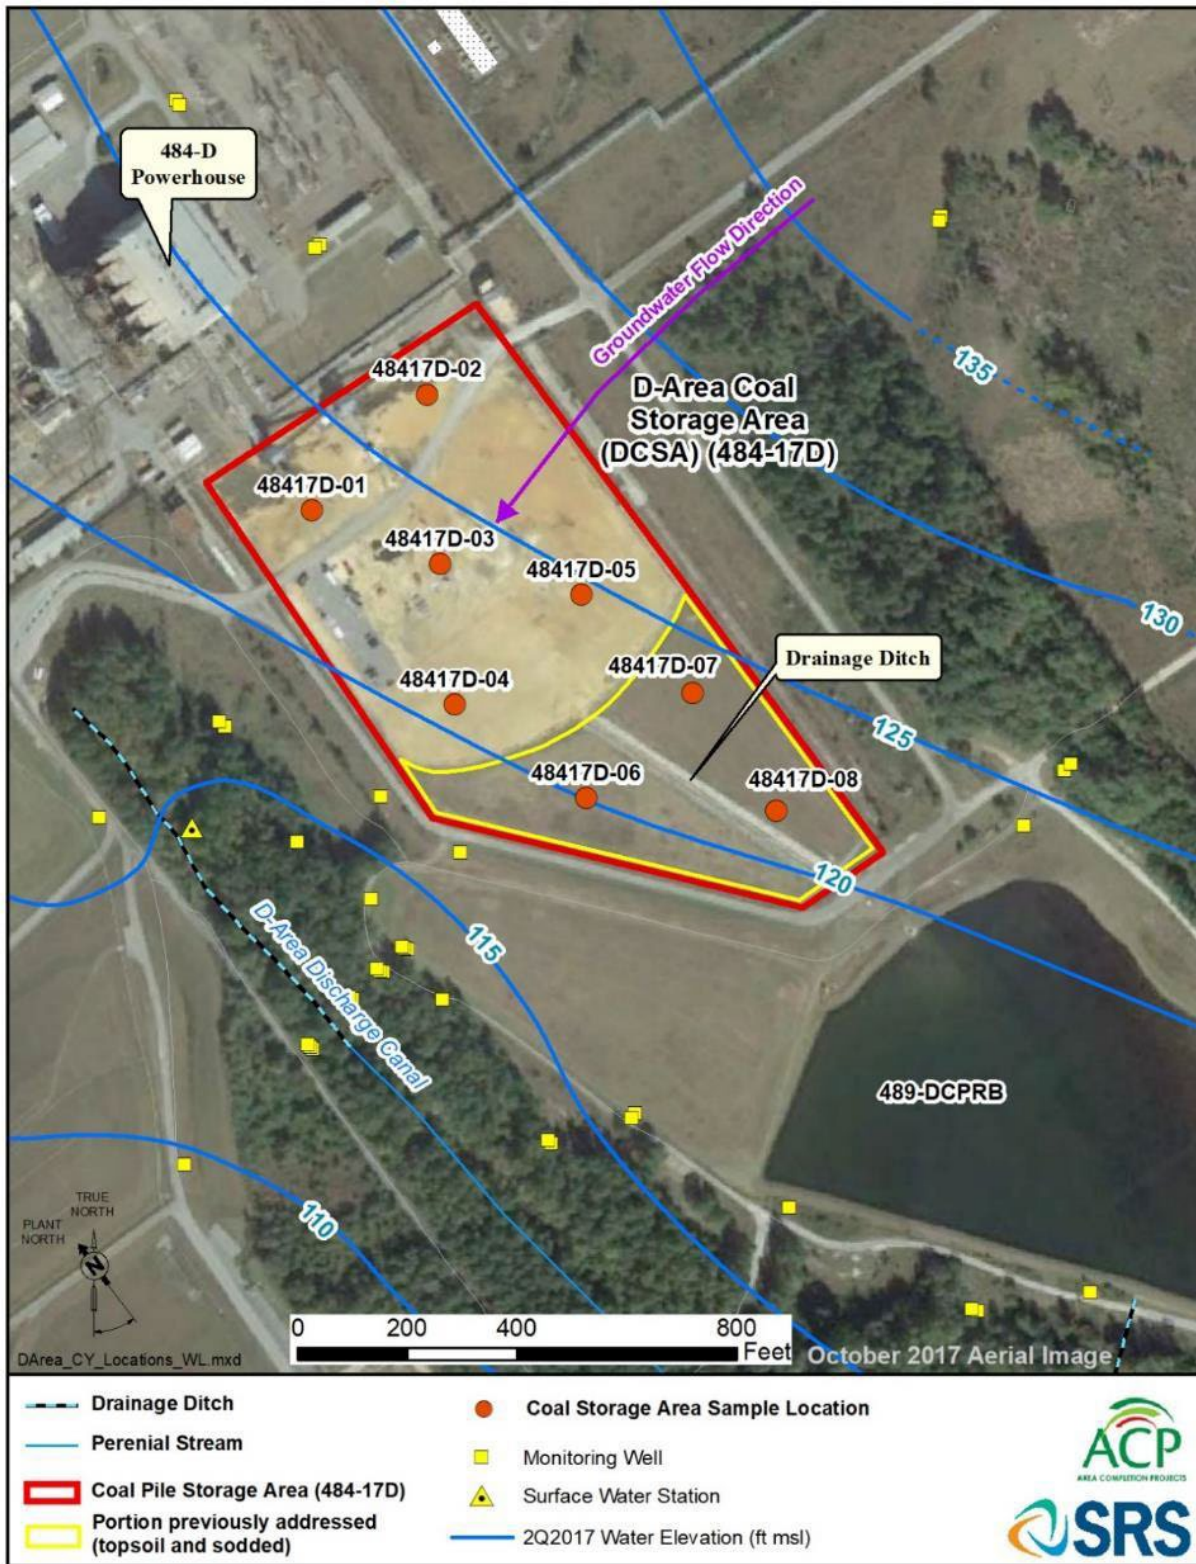 484-D
Powerhouse
Groundwater Flow Direction
135
48417D-02
D-Area Coal
Storage Area
(DCSA) (484-17D)
48417D-01
48417D-03
48417D-05
130
48417D-07
Drainage Ditch
48417D-04
125
48417D-06
48417D-08
120
115
D-Area Discharge Canal
489-DCPRB
110
TRUE
NORTH
PLANT
NORTH
N
0 200 400 800
Feet
DArea_CY_Locations_WL.mxd
October 2017 Aerial Image
Drainage Ditch
Perenial Stream
Coal Pile Storage Area (484-17D)
Portion previously addressed
(topsoil and sodded)
Coal Storage Area Sample Location
Monitoring Well
Surface Water Station
2Q2017 Water Elevation (ft msl)
ACP
AREA COMPLETION PROJECTS
SRS